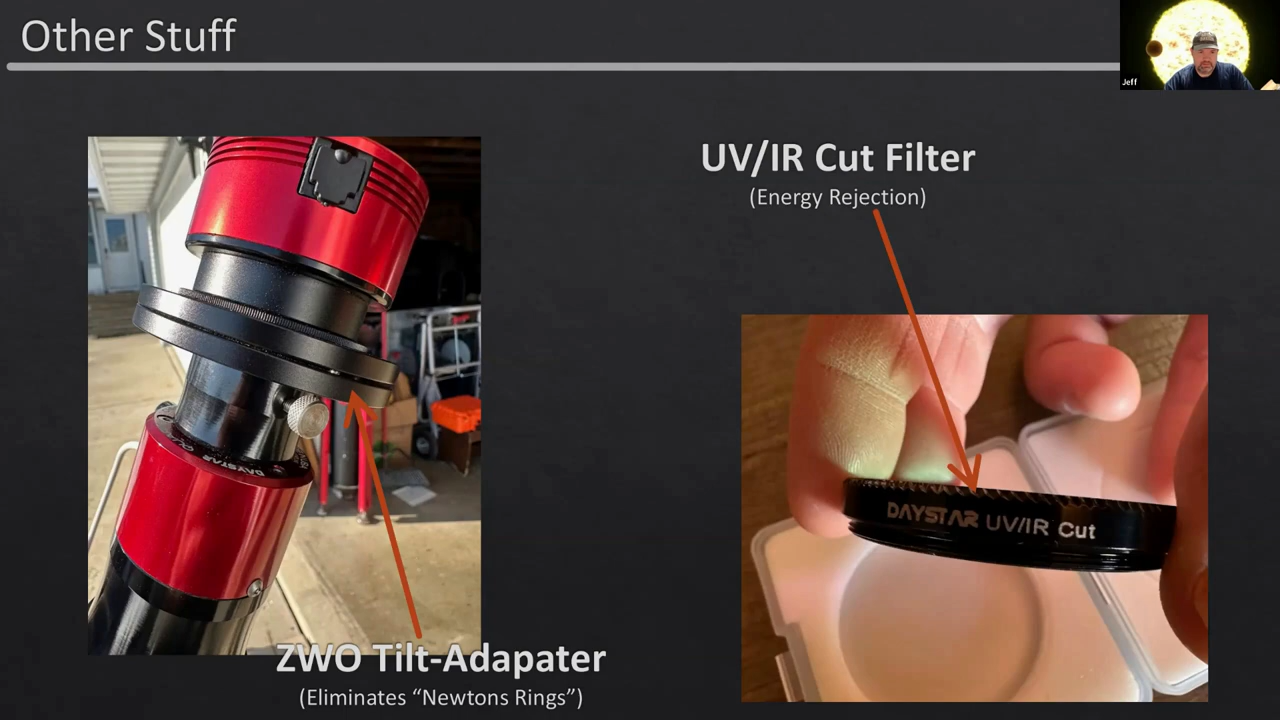 Other Stuff
Jeff
UV/IR Cut Filter
(Energy Rejection)
DAYSTAR
DAYSTAR UV/IR Cut
ZWO Tilt-Adapater
(Eliminates “Newtons Rings”)